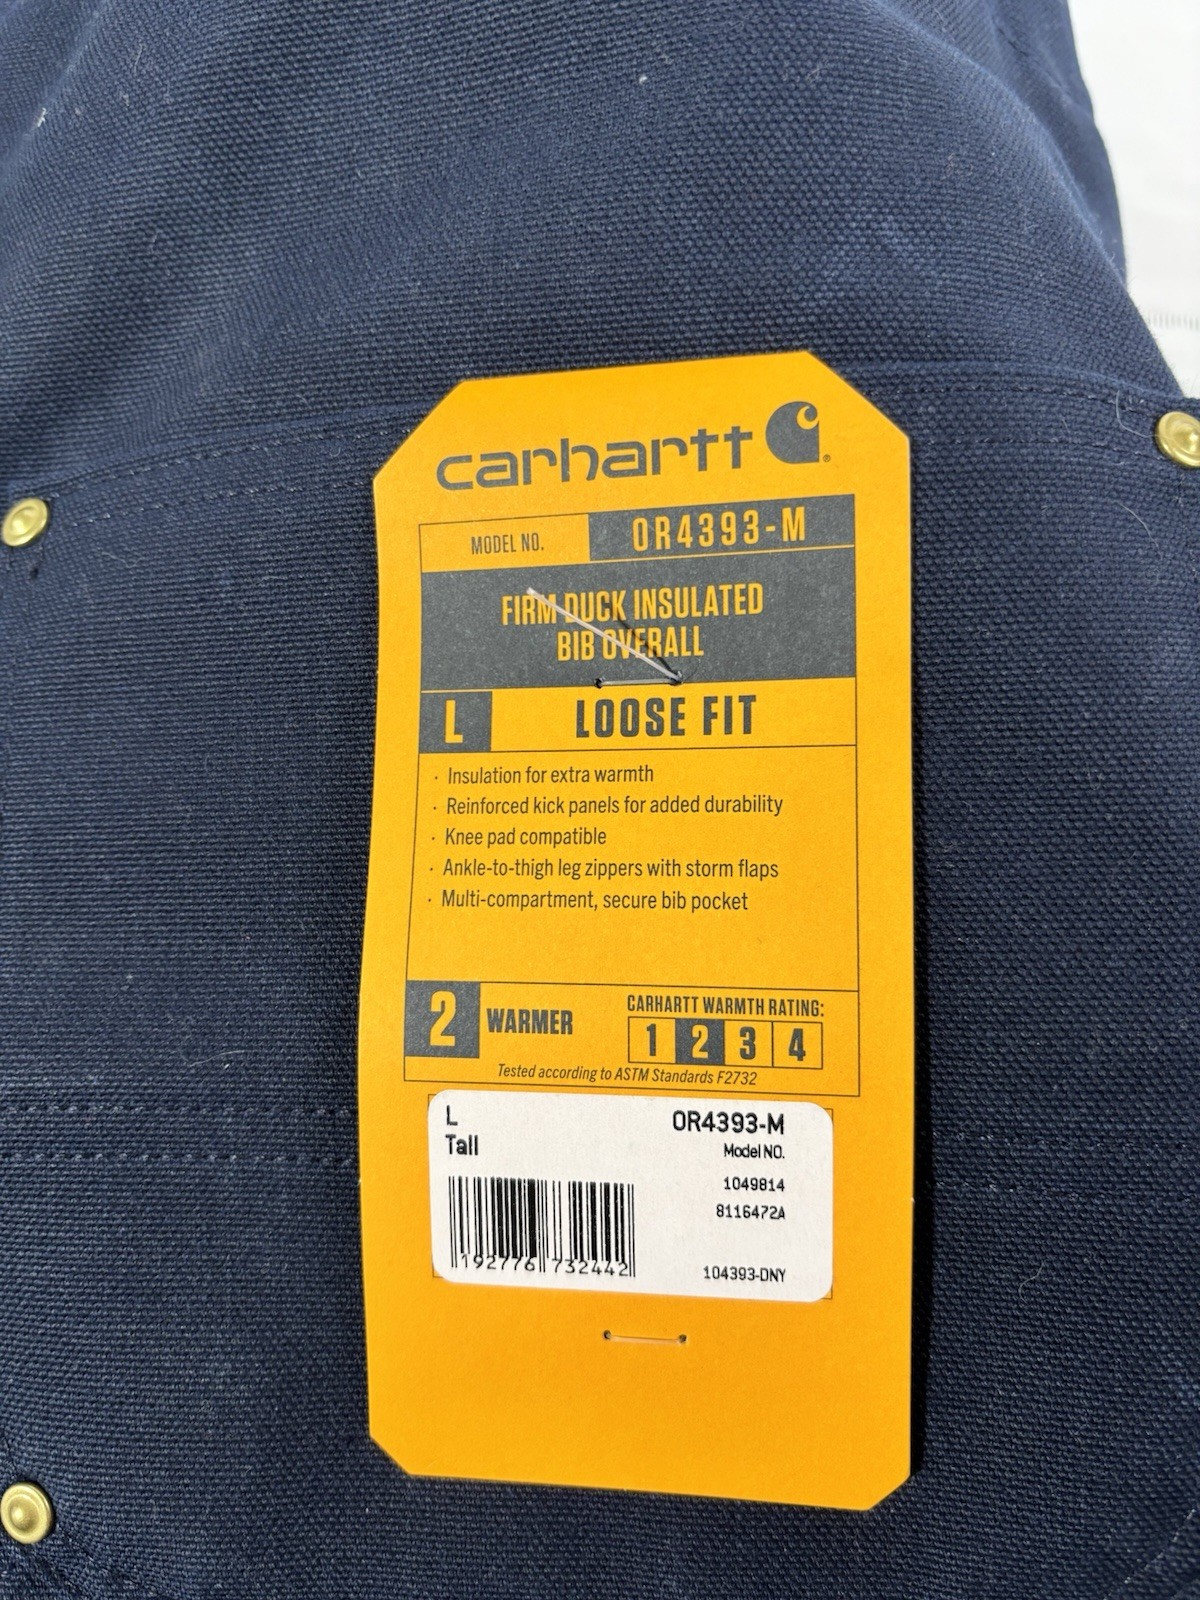 carhartt
MODEL NO. OR4393-M
FIRM DUCK INSULATED
BIB OVERALL
L LOOSE FIT
· Insulation for extra warmth
· Reinforced kick panels for added durability
· Knee pad compatible
· Ankle-to-thigh leg zippers with storm flaps
· Multi-compartment, secure bib pocket
2 WARMER
CARHARTT WARMTH RATING:
1 2 3 4
Tested according to ASTM Standards F2732
L OR4393-M
Tall Model NO.
1049814
8116472A
192776 732442
104393-DNY